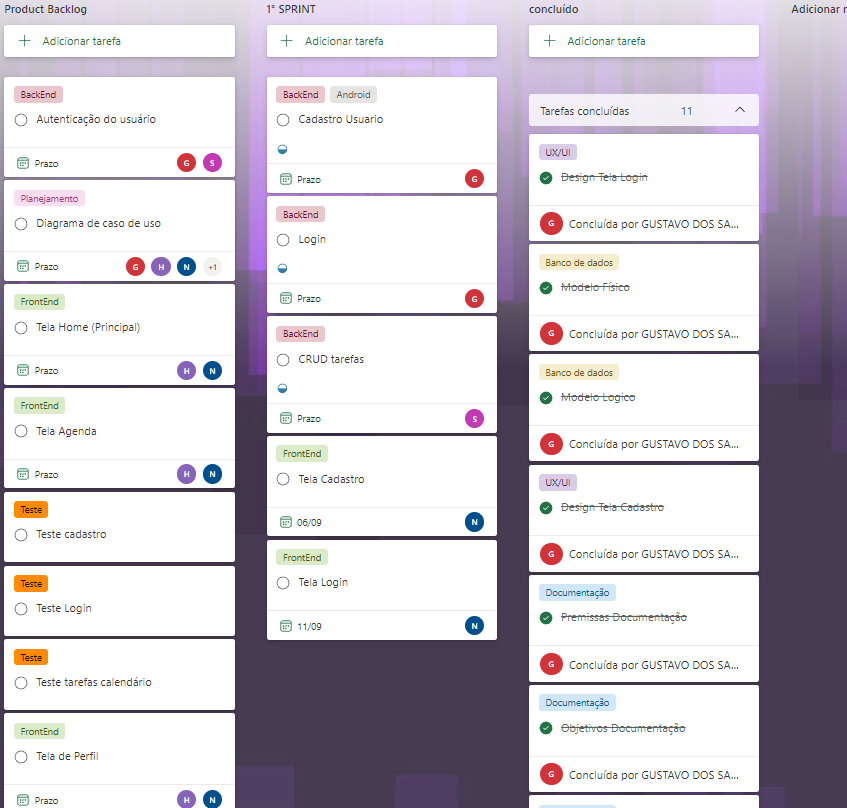 Product Backlog
Adicionar tarefa
BackEnd
Autenticação do usuário
Prazo
G S
Planejamento
Diagrama de caso de uso
Prazo
G H N +1
FrontEnd
Tela Home (Principal)
Prazo
H N
FrontEnd
Tela Agenda
Prazo
H N
Teste
Teste cadastro
Teste
Teste Login
Teste
Teste tarefas calendário
FrontEnd
Tela de Perfil
Prazo
H N
1° SPRINT
Adicionar tarefa
BackEnd Android
Cadastro Usuario
Prazo
G
BackEnd
Login
Prazo
G
BackEnd
CRUD tarefas
Prazo
S
FrontEnd
Tela Cadastro
06/09
N
FrontEnd
Tela Login
11/09
N
concluído
Adicionar tarefa
Tarefas concluídas 11
UX/UI
Design Tela Login
G Concluída por GUSTAVO DOS SA...
Banco de dados
Modelo Físico
G Concluída por GUSTAVO DOS SA...
Banco de dados
Modelo Logico
G Concluída por GUSTAVO DOS SA...
UX/UI
Design Tela Cadastro
G Concluída por GUSTAVO DOS SA...
Documentação
Premissas Documentação
G Concluída por GUSTAVO DOS SA...
Documentação
Objetivos Documentação
G Concluída por GUSTAVO DOS SA...
Adicionar